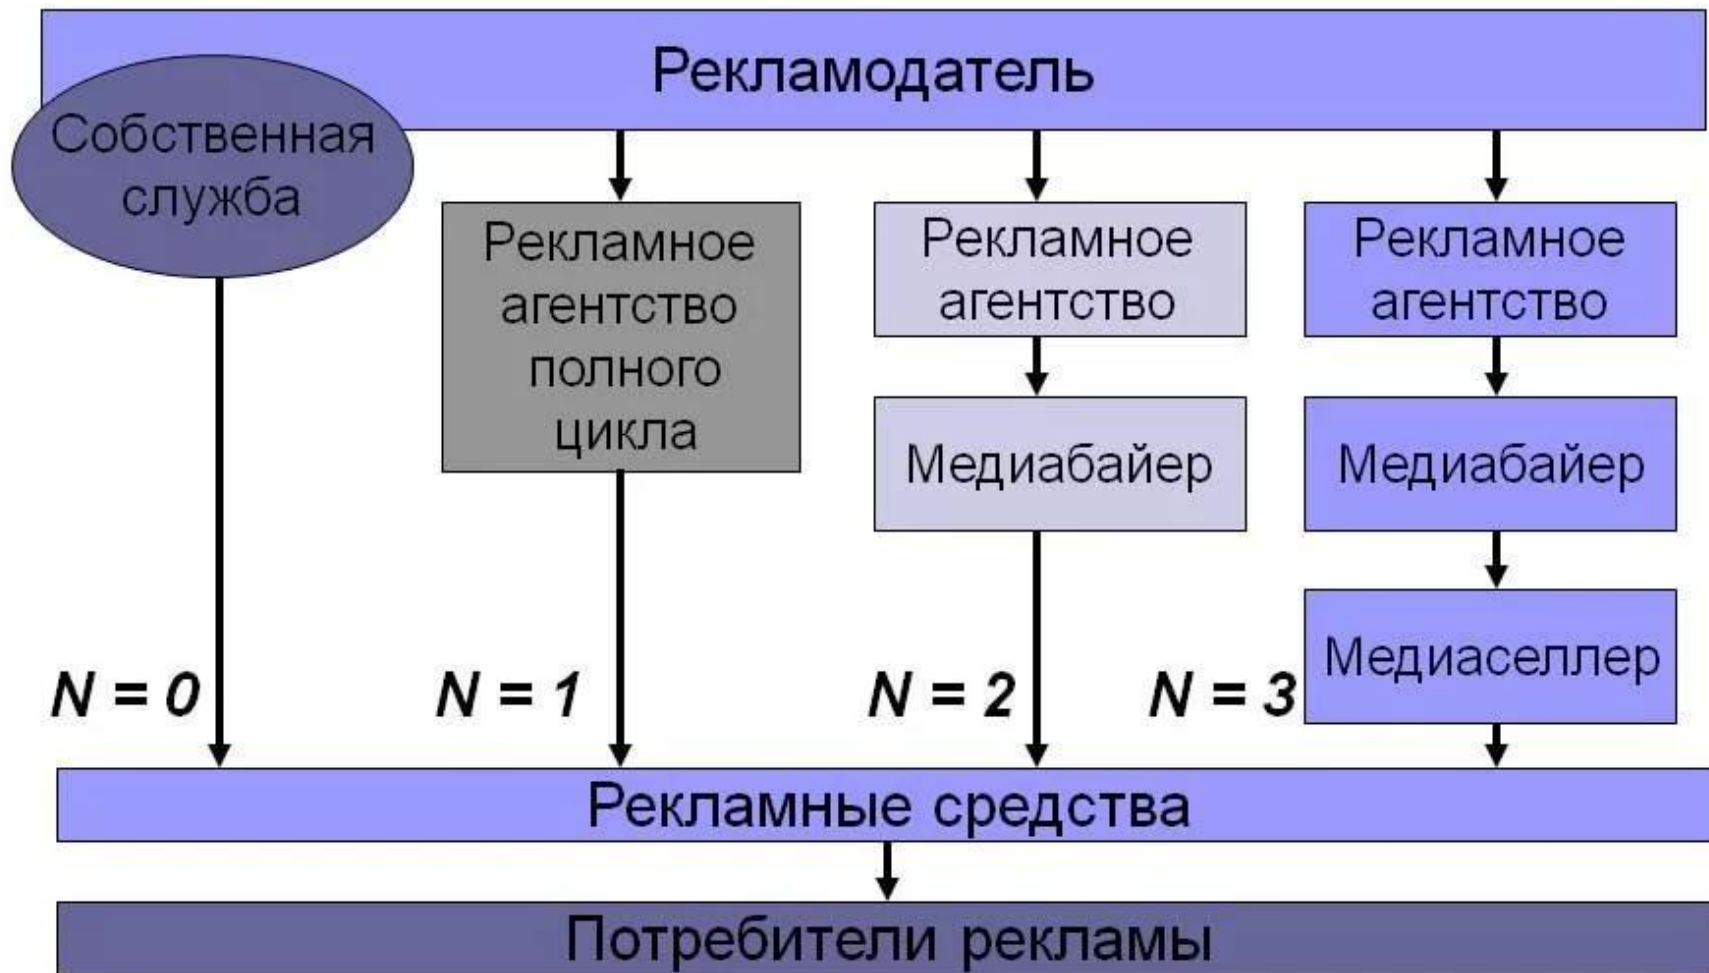 Рекламодатель
Собственная
служба
Рекламное
агентство
полного
цикла
Рекламное
агентство
Медиабайер
Рекламное
агентство
Медиабайер
Медиаселлер
N = 0
N = 1
N = 2
N = 3
Рекламные средства
Потребители рекламы